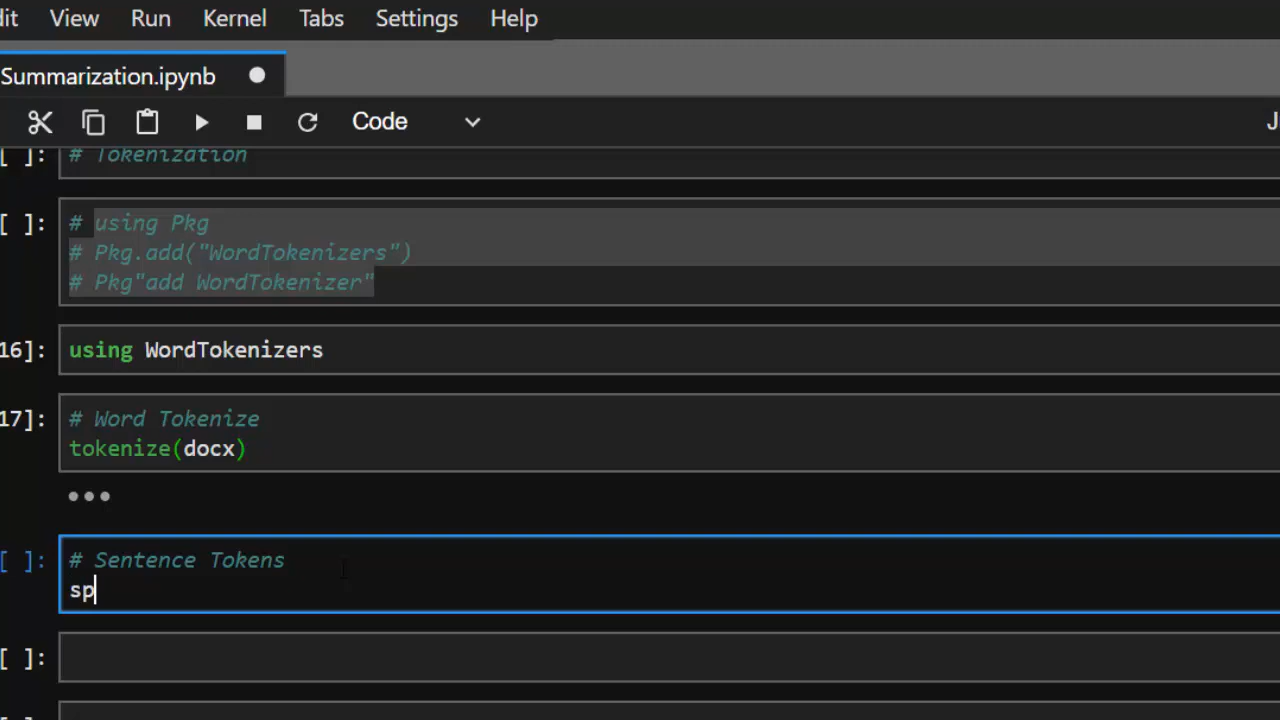 dit View Run Kernel Tabs Settings Help
Summarization.ipynb
Code J
[ ]: # Tokenization
[ ]: # using Pkg
# Pkg.add("WordTokenizers")
# Pkg"add WordTokenizer"
16]: using WordTokenizers
17]: # Word Tokenize
tokenize(docx)
[ ]: # Sentence Tokens
sp
[ ]:
[ ]: